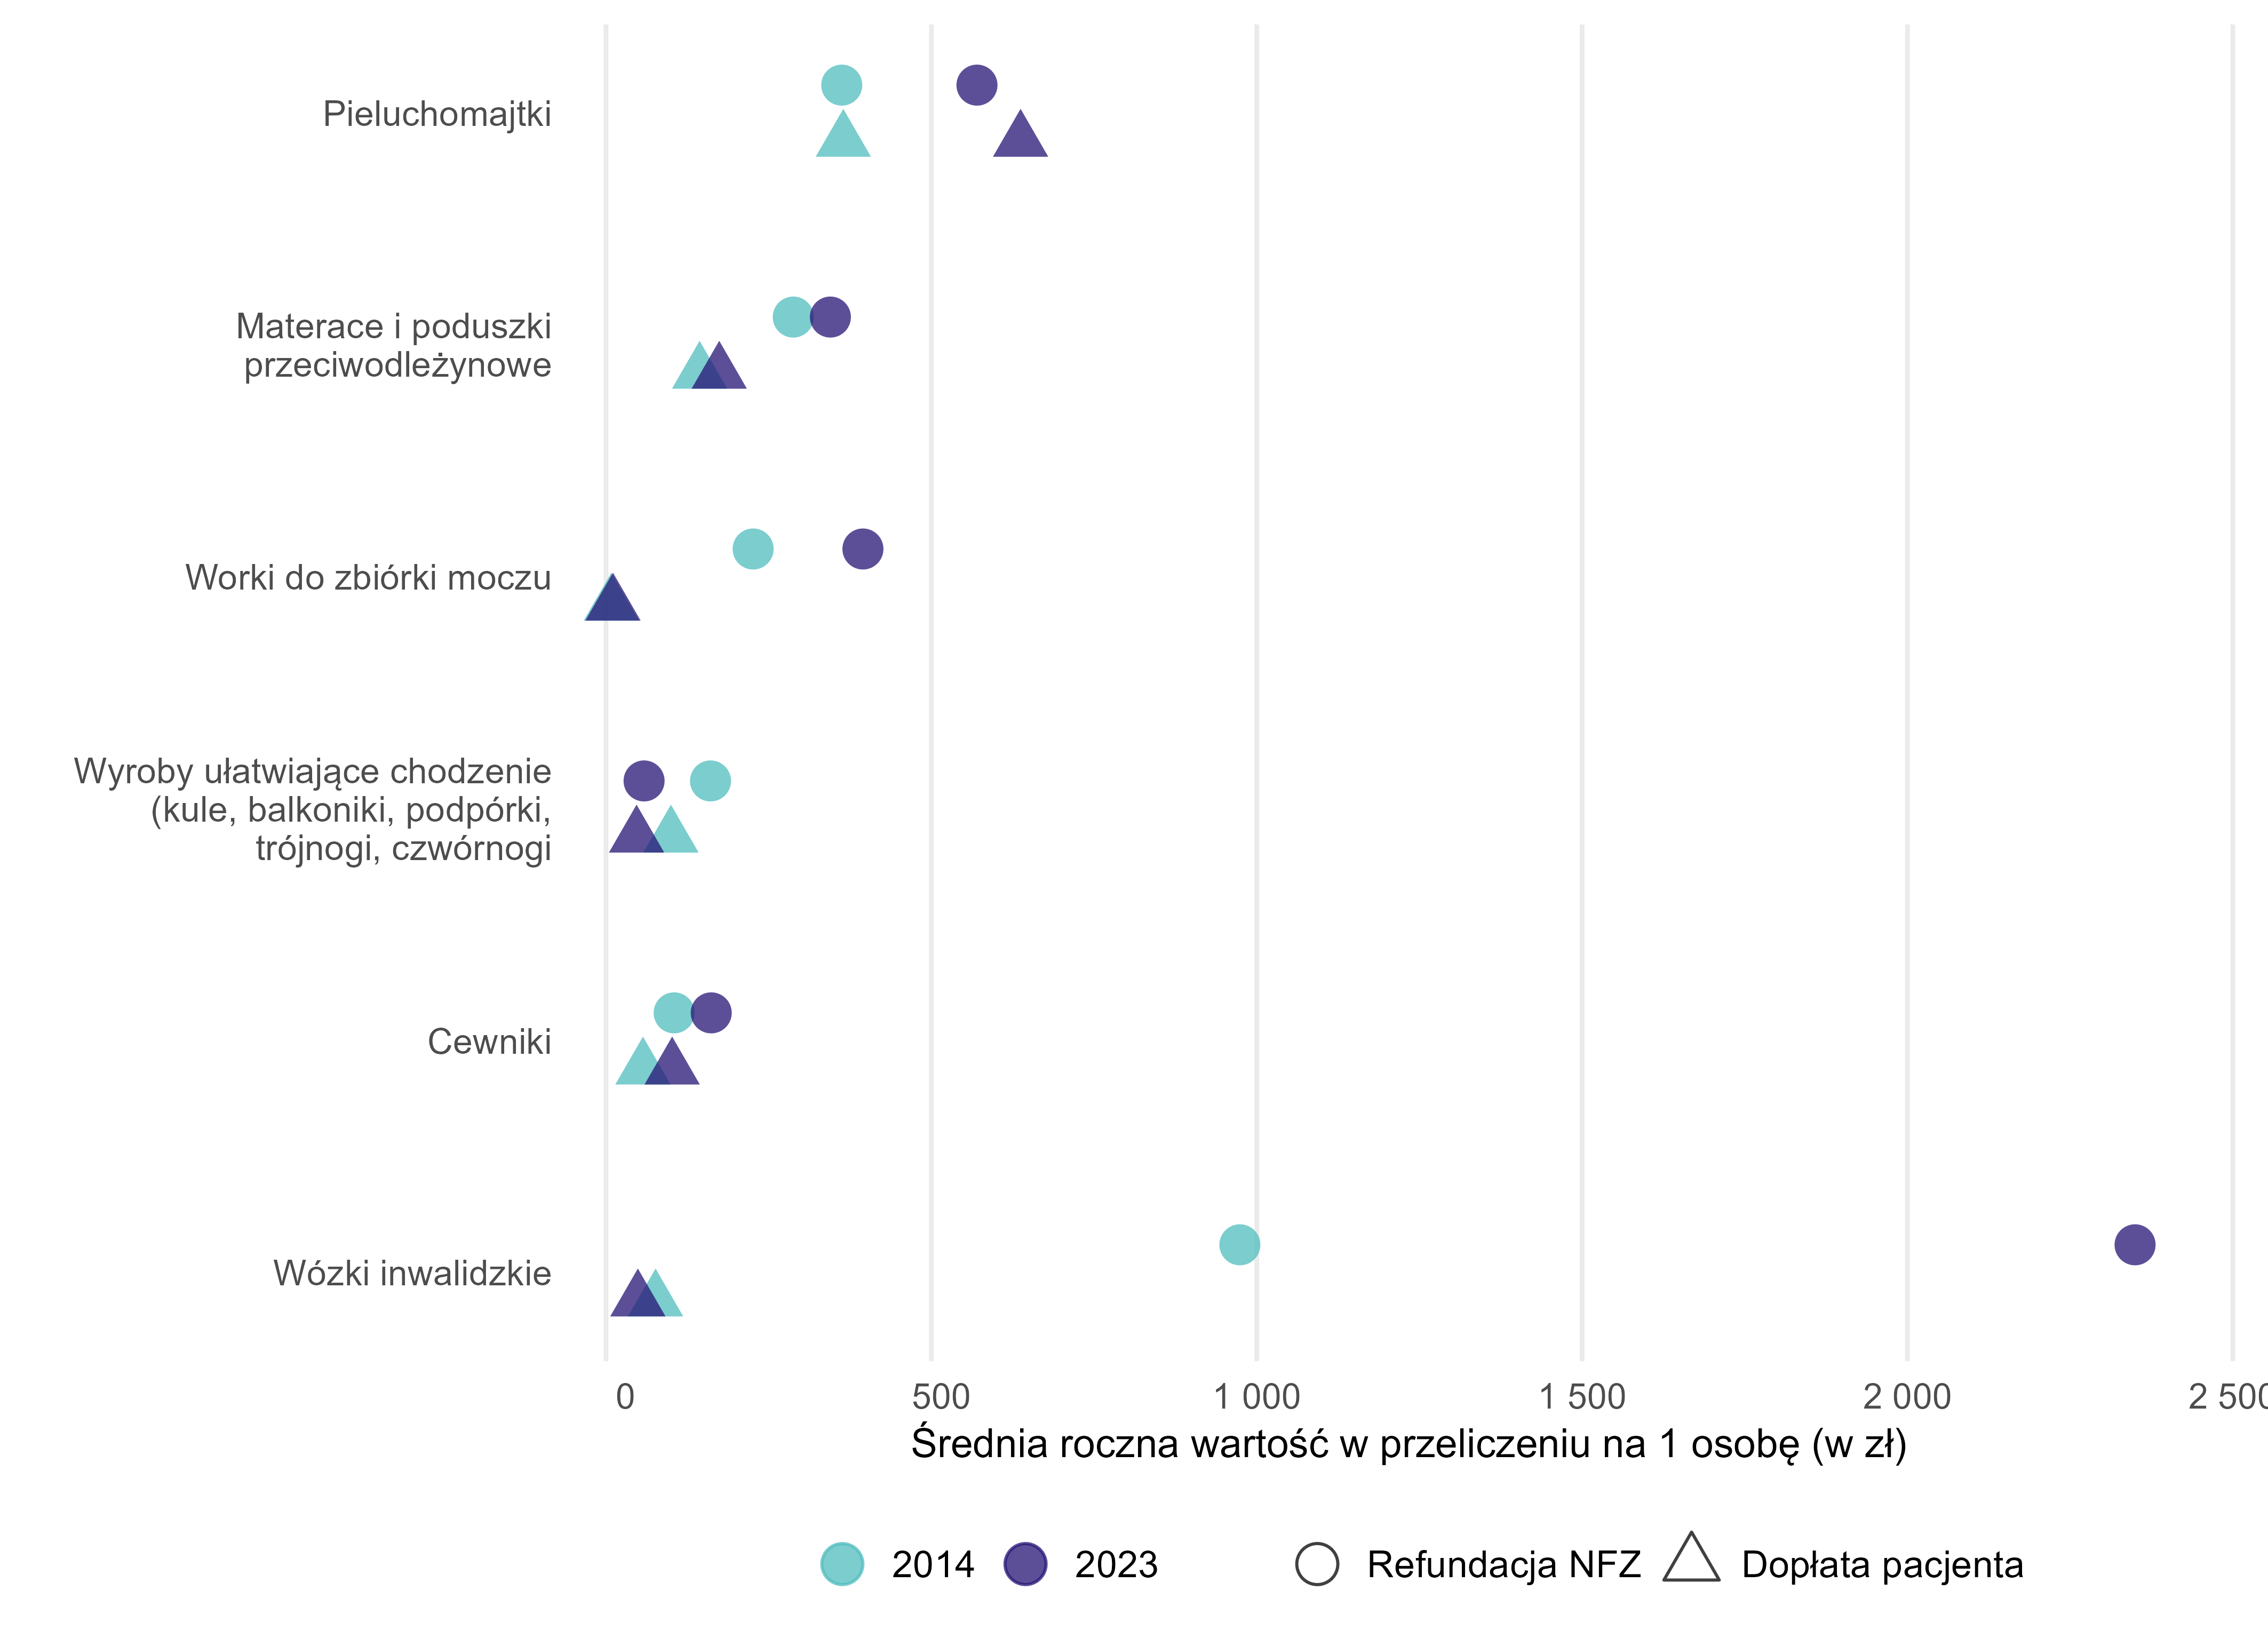 Pieluchomajtki
Materace i poduszki
przeciwodleżynowe
Worki do zbiórki moczu
Wyroby ułatwiające chodzenie
(kule, balkoniki, podpórki,
trójnogi, czwórnogi
Cewniki
Wózki inwalidzkie
0 500 1 000 1 500 2 000 2 500
Średnia roczna wartość w przeliczeniu na 1 osobę (w zł)
2014 2023 Refundacja NFZ Dopłata pacjenta